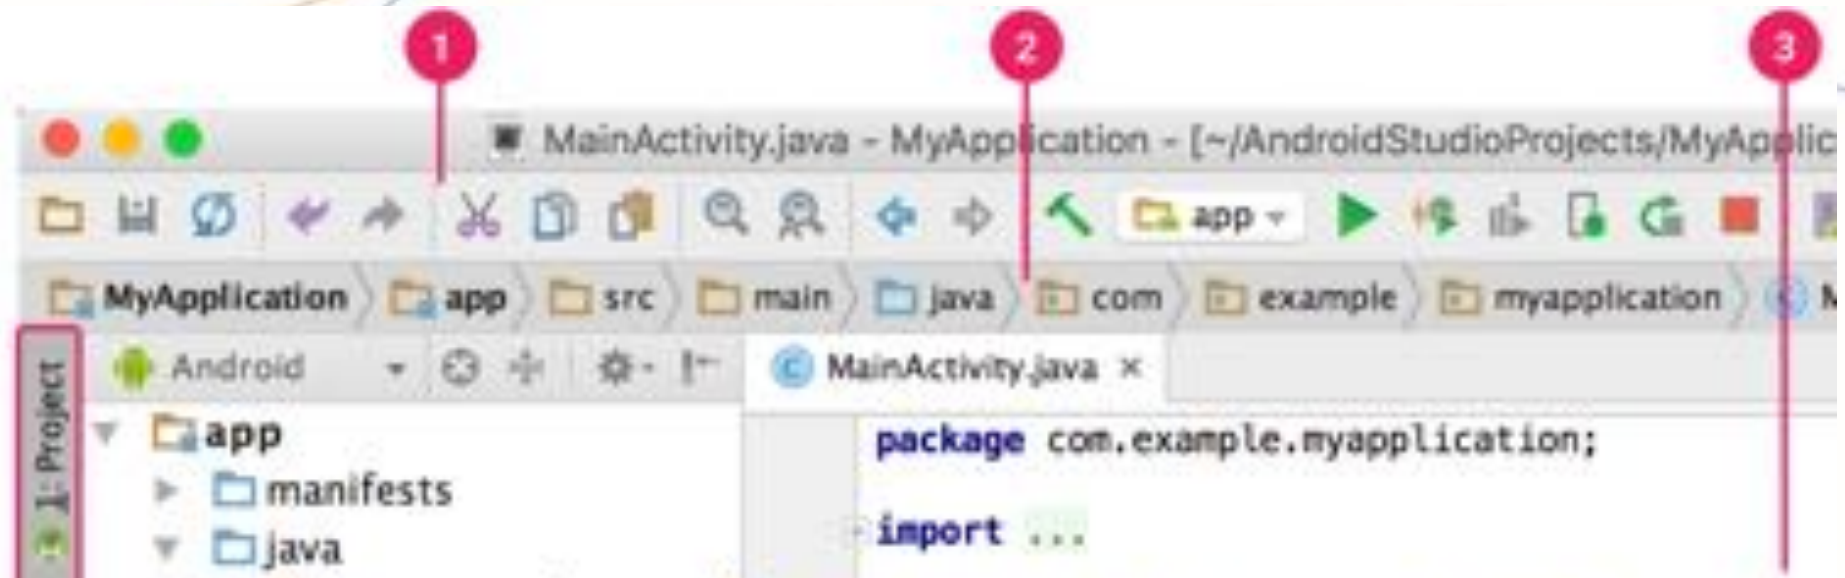 1 2 3
MainActivity.java - MyApplication - [~/AndroidStudioProjects/MyApplic
app
MyApplication app src main java com example myapplication M
1: Project
Android
MainActivity.java ×
app
package com.example.myapplication;
manifests
import ...
java